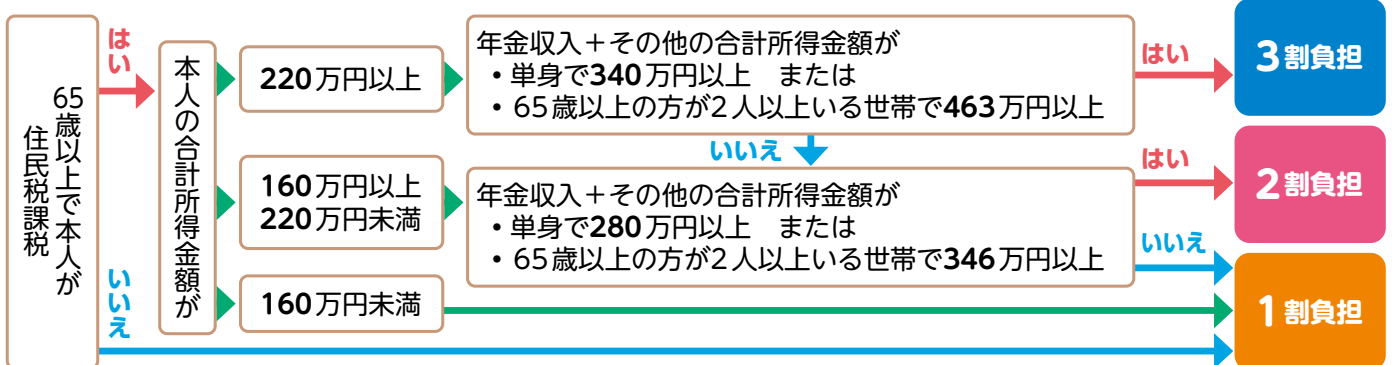 65歳以上で本人が
住民税課税
はい
いいえ
本人の合計所得金額が
220万円以上
年金収入＋その他の合計所得金額が
・単身で340万円以上　または
・65歳以上の方が2人以上いる世帯で463万円以上
はい
3割負担
いいえ
160万円以上
220万円未満
年金収入＋その他の合計所得金額が
・単身で280万円以上　または
・65歳以上の方が2人以上いる世帯で346万円以上
はい
2割負担
いいえ
160万円未満
1割負担